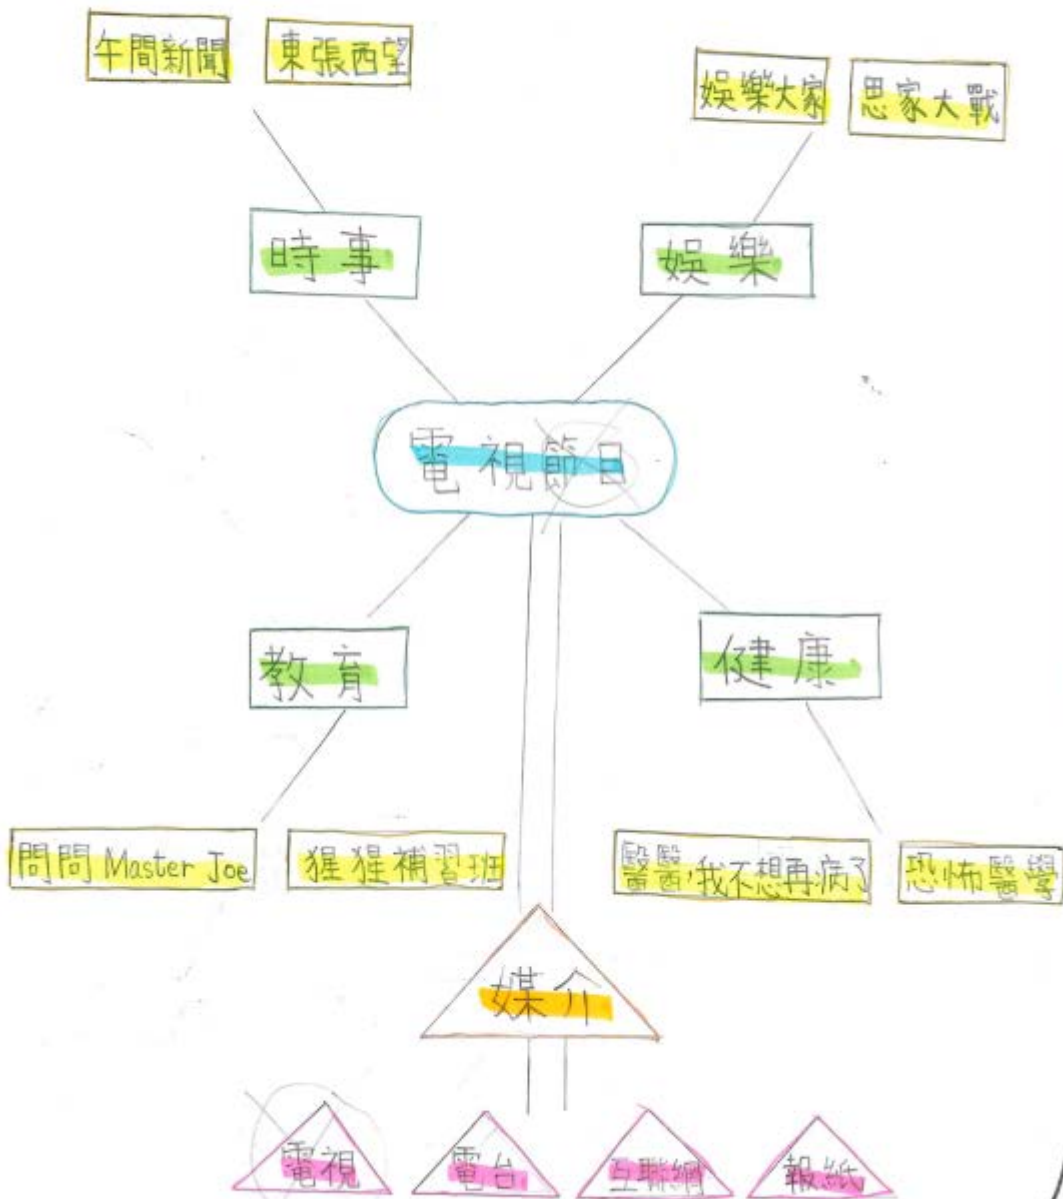 午間新聞
東張西望
娛樂大家
思家大戰
時事
娛樂
電視節目
教育
健康
問問 Master Joe
猩猩補習班
醫醫,我不想再病了
恐怖醫學
媒介
電視
電台
互聯網
報紙